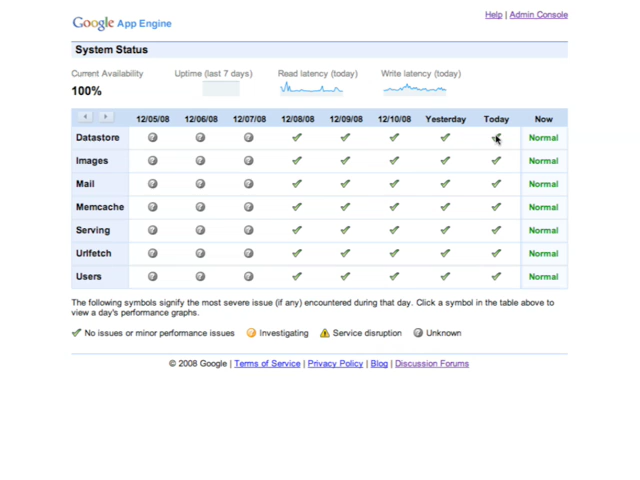 Help | Admin Console
Google App Engine
System Status
Current Availability Uptime (last 7 days) Read latency (today) Write latency (today)
100%
12/05/08 12/06/08 12/07/08 12/08/08 12/09/08 12/10/08 Yesterday Today Now
Datastore Normal
Images Normal
Mail Normal
Memcache Normal
Serving Normal
Urlfetch Normal
Users Normal
The following symbols signify the most severe issue (if any) encountered during that day. Click a symbol in the table above to
view a day's performance graphs.
No issues or minor performance issues Investigating Service disruption Unknown
© 2008 Google | Terms of Service | Privacy Policy | Blog | Discussion Forums